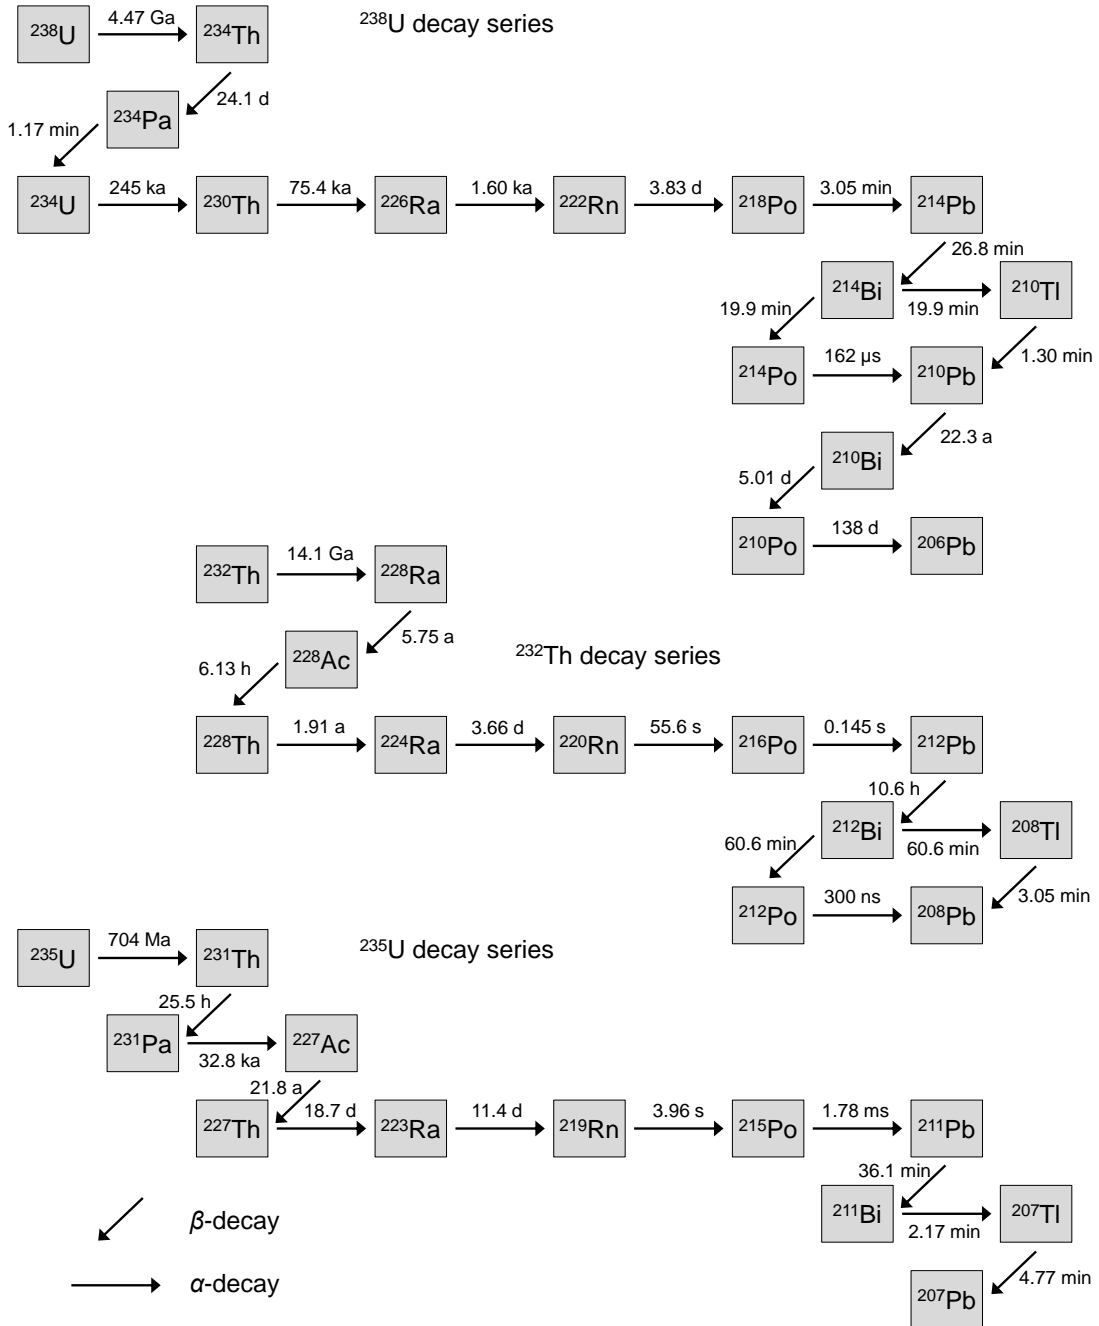 4.47 Ga
²³⁸U ²³⁴Th ²³⁸U decay series
24.1 d
²³⁴Pa
1.17 min
245 ka 75.4 ka 1.60 ka 3.83 d 3.05 min
²³⁴U ²³⁰Th ²²⁶Ra ²²²Rn ²¹⁸Po ²¹⁴Pb
26.8 min
²¹⁴Bi ²¹⁰Tl
19.9 min 19.9 min
162 µs 1.30 min
²¹⁴Po ²¹⁰Pb
22.3 a
²¹⁰Bi
5.01 d
138 d
²¹⁰Po ²⁰⁶Pb
14.1 Ga
²³²Th ²²⁸Ra
5.75 a
²²⁸Ac ²³²Th decay series
6.13 h
1.91 a 3.66 d 55.6 s 0.145 s
²²⁸Th ²²⁴Ra ²²⁰Rn ²¹⁶Po ²¹²Pb
10.6 h
²¹²Bi ²⁰⁸Tl
60.6 min 60.6 min
300 ns 3.05 min
²¹²Po ²⁰⁸Pb
704 Ma
²³⁵U ²³¹Th ²³⁵U decay series
25.5 h
²³¹Pa ²²⁷Ac
32.8 ka
21.8 a
18.7 d 11.4 d 3.96 s 1.78 ms
²²⁷Th ²²³Ra ²¹⁹Rn ²¹⁵Po ²¹¹Pb
36.1 min
²¹¹Bi ²⁰⁷Tl
2.17 min
β-decay
4.77 min
α-decay
²⁰⁷Pb